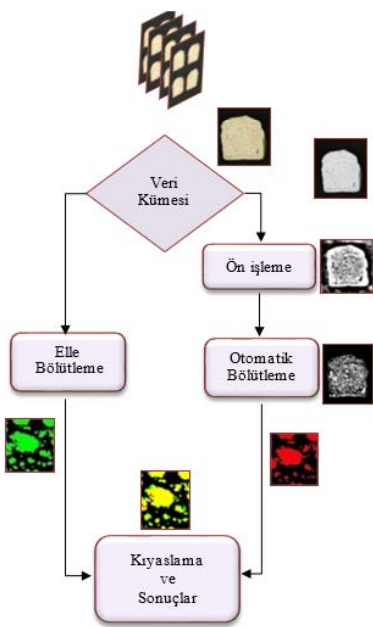 Veri
Kümesi
Ön işleme
Elle
Bölütleme
Otomatik
Bölütleme
Kıyaslama
ve
Sonuçlar